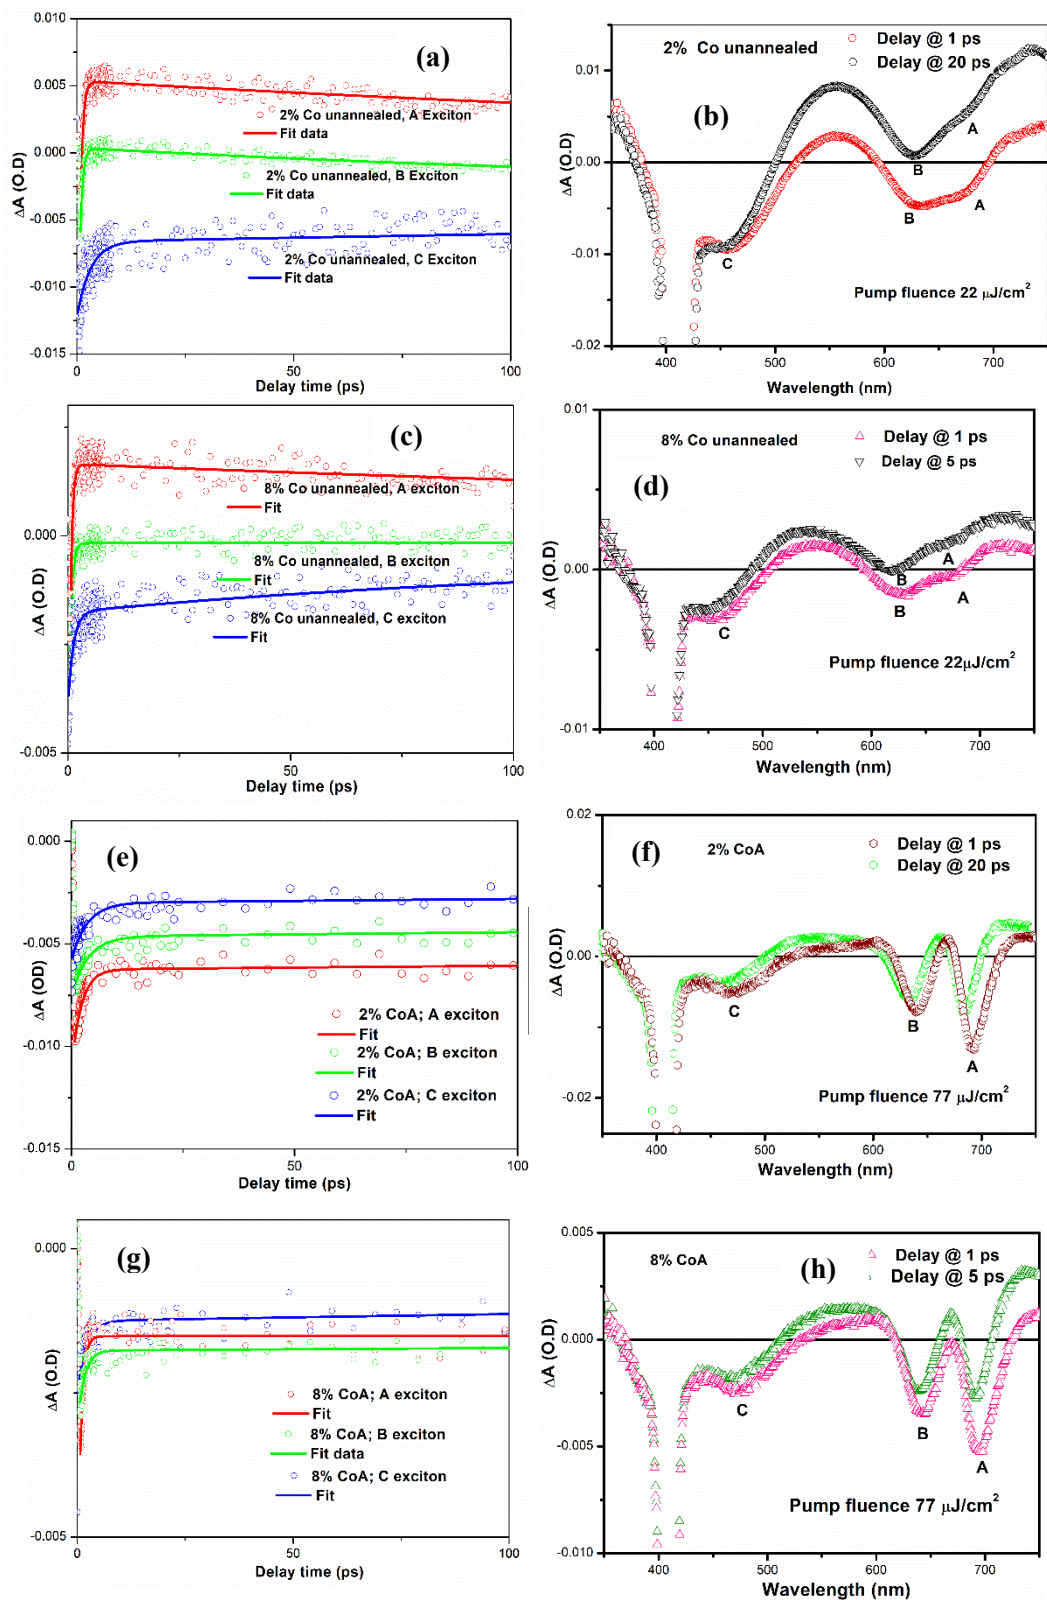 (a)
0.010
0.005
0.000
-0.005
-0.010
-0.015
ΔA (O.D)
2% Co unannealed, A Exciton
Fit data
2% Co unannealed, B Exciton
Fit data
2% Co unannealed, C Exciton
Fit data
0 50 100
Delay time (ps)
2% Co unannealed
Delay @ 1 ps
Delay @ 20 ps
(b)
0.01
0.00
-0.01
-0.02
ΔA (O.D)
A
B
B
A
C
Pump fluence 22 μJ/cm²
400 500 600 700
Wavelength (nm)
(c)
0.000
-0.005
ΔA (O.D)
8% Co unannealed, A exciton
Fit
8% Co unannealed, B exciton
Fit
8% Co unannealed, C exciton
Fit
0 50 100
Delay time (ps)
8% Co unannealed
Delay @ 1 ps
Delay @ 5 ps
(d)
0.01
0.00
-0.01
ΔA (O.D)
A
B
A
B
C
Pump fluence 22μJ/cm²
400 500 600 700
Wavelength (nm)
(e)
0.000
-0.005
-0.010
-0.015
ΔA (OD)
2% CoA; A exciton
Fit
2% CoA; B exciton
Fit
2% CoA; C exciton
Fit
0 50 100
Delay time (ps)
(f)
2% CoA
Delay @ 1 ps
Delay @ 20 ps
0.02
0.00
-0.02
ΔA (O.D)
C
B
A
Pump fluence 77 μJ/cm²
400 500 600 700
Wavelength (nm)
(g)
0.000
-0.005
ΔA (O.D)
8% CoA; A exciton
Fit
8% CoA; B exciton
Fit data
8% CoA; C exciton
Fit
0 50 100
Delay time (ps)
8% CoA
(h)
Delay @ 1 ps
Delay @ 5 ps
0.005
0.000
-0.005
-0.010
ΔA (O.D)
C
B
A
Pump fluence 77 μJ/cm²
400 500 600 700
Wavelength (nm)